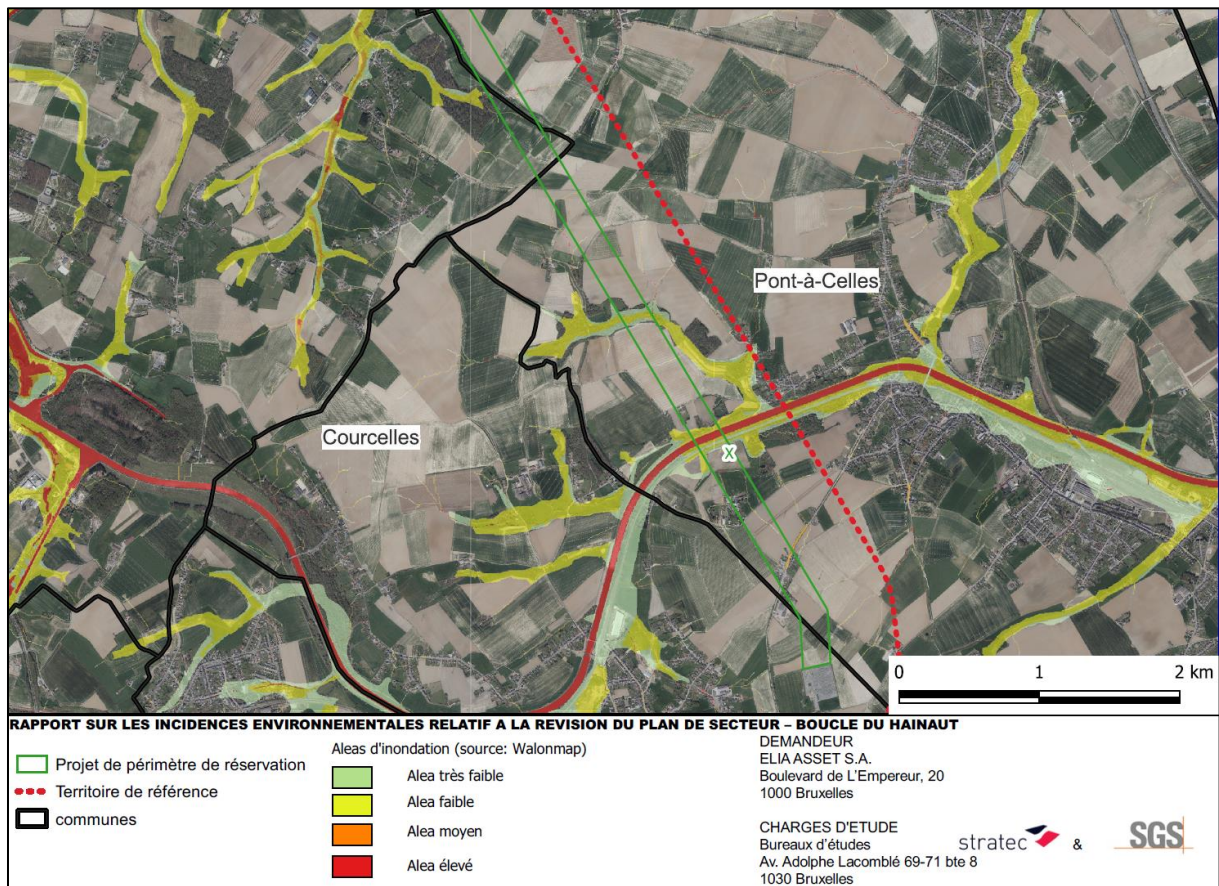 Pont-à-Celles
Courcelles
X
0 1 2 km
RAPPORT SUR LES INCIDENCES ENVIRONNEMENTALES RELATIF A LA REVISION DU PLAN DE SECTEUR – BOUCLE DU HAINAUT
Projet de périmètre de réservation
Territoire de référence
communes
Aleas d'inondation (source: Walonmap)
Alea très faible
Alea faible
Alea moyen
Alea élevé
DEMANDEUR
ELIA ASSET S.A.
Boulevard de L'Empereur, 20
1000 Bruxelles
CHARGES D'ETUDE
Bureaux d'études
Av. Adolphe Lacomblé 69-71 bte 8
1030 Bruxelles
stratec & SGS